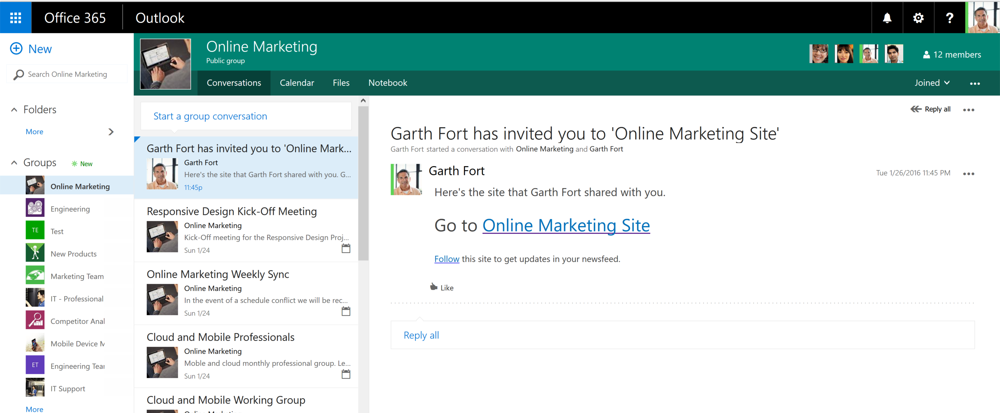 Office 365
Outlook
New
Search Online Marketing
Folders
More
Groups
New
Online Marketing
Engineering
TE
Test
New Products
Marketing Team
IT - Professional
Competitor Anal
Mobile Device M
ET
Engineering Tear
IT Support
More
Online Marketing
Public group
12 members
Conversations
Calendar
Files
Notebook
Joined
Start a group conversation
Garth Fort has invited you to 'Online Mark...
Garth Fort
Here's the site that Garth Fort shared with you. G...
11:45p
Responsive Design Kick-Off Meeting
Online Marketing
Kick-Off meeting for the Responsive Design Proj...
Sun 1/24
Online Marketing Weekly Sync
Online Marketing
In the event of a schedule conflict we will be rec...
Sun 1/24
Cloud and Mobile Professionals
Online Marketing
Moble and cloud monthly professional group. Le...
Sun 1/24
Cloud and Mobile Working Group
Online Marketing
Reply all
Garth Fort has invited you to 'Online Marketing Site'
Garth Fort started a conversation with Online Marketing and Garth Fort
Garth Fort
Tue 1/26/2016 11:45 PM
Here's the site that Garth Fort shared with you.
Go to Online Marketing Site
Follow this site to get updates in your newsfeed.
Like
Reply all